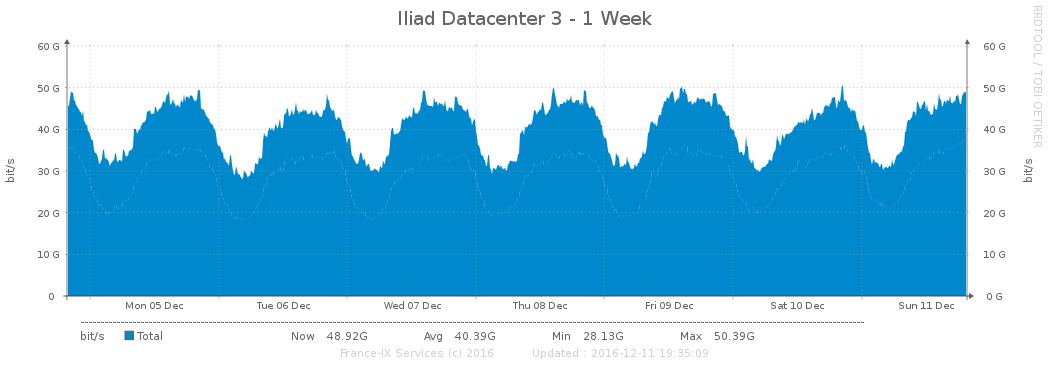 Iliad Datacenter 3 - 1 Week
RRDTOOL / TOBI OETIKER
60 G 60 G
50 G 50 G
40 G 40 G
30 G 30 G
20 G 20 G
10 G 10 G
0 0 G
bit/s
bit/s
Mon 05 Dec Tue 06 Dec Wed 07 Dec Thu 08 Dec Fri 09 Dec Sat 10 Dec Sun 11 Dec
bit/s Total Now 48.92G Avg 40.39G Min 28.13G Max 50.39G
France-IX Services (c) 2016 Updated : 2016-12-11 19:35:09